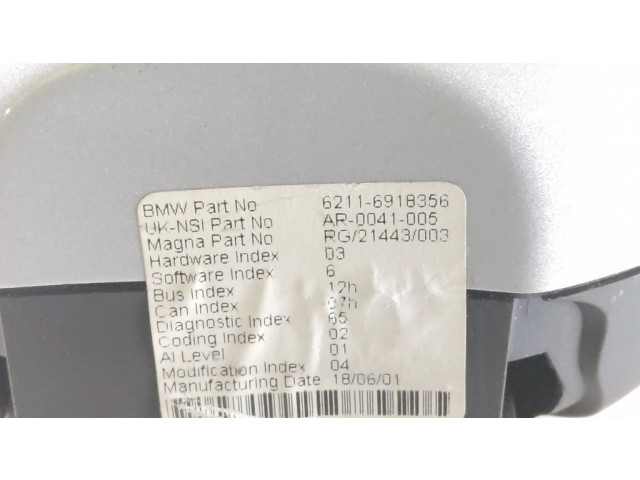 BMW Part No 6211-6918356
UK-NSI Part No AR-0041-005
Magna Part No RG/21443/003
Hardware Index 03
Software Index 6
Bus Index 12h
Can Index 37h
Diagnostic Index 65
Coding Index 02
AI Level 01
Modification Index 04
Manufacturing Date 18/06/01